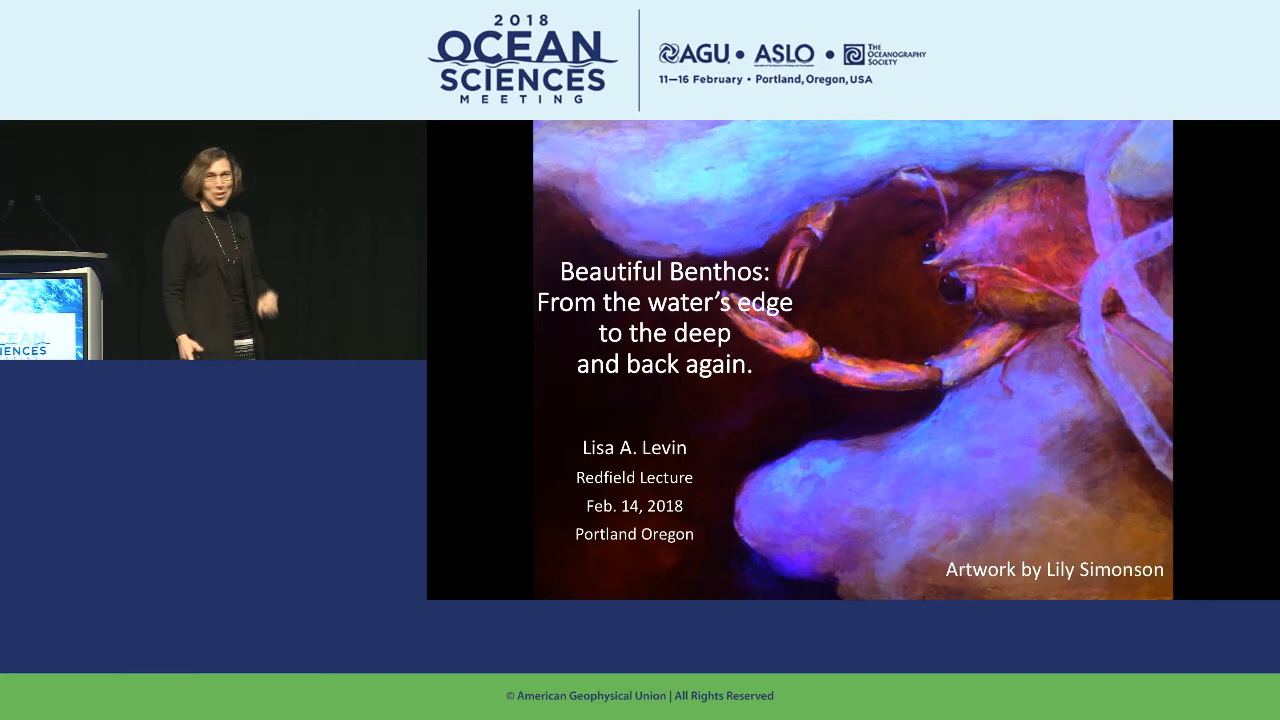 2018
OCEAN
SCIENCES
MEETING
AGU • ASLO • THE OCEANOGRAPHY SOCIETY
11—16 February • Portland, Oregon, USA
CEAN
IENCES
Beautiful Benthos:
From the water's edge
to the deep
and back again.
Lisa A. Levin
Redfield Lecture
Feb. 14, 2018
Portland Oregon
Artwork by Lily Simonson
© American Geophysical Union | All Rights Reserved